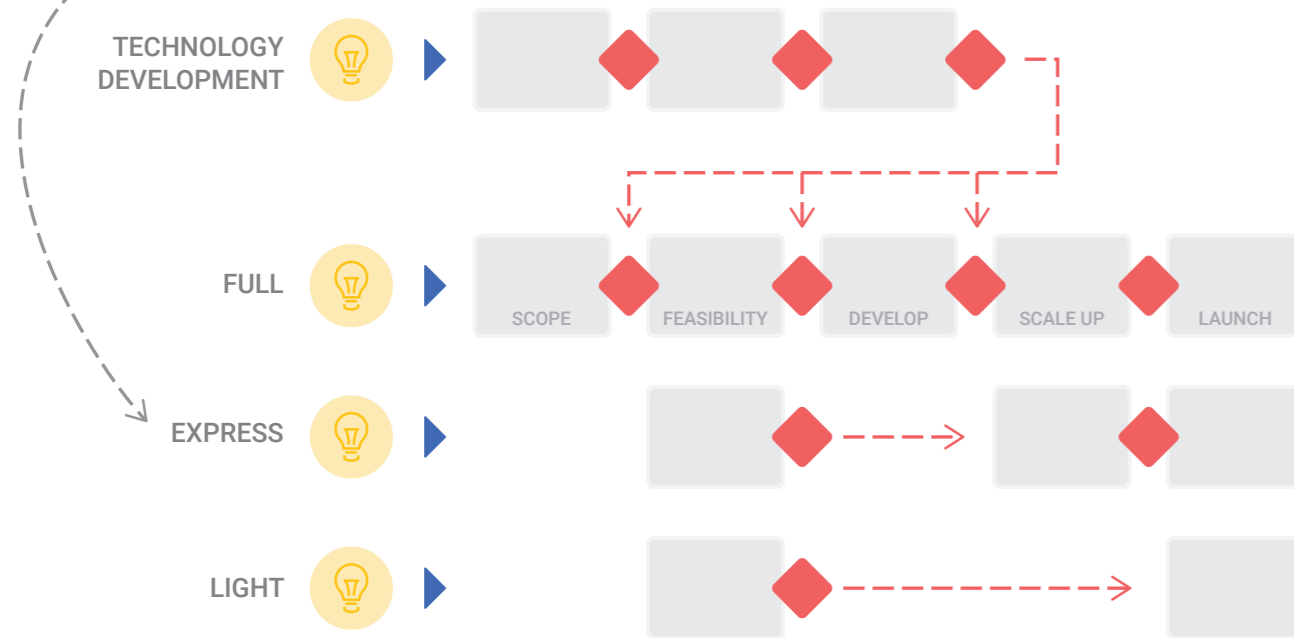 TECHNOLOGY
DEVELOPMENT
FULL
SCOPE
FEASIBILITY
DEVELOP
SCALE UP
LAUNCH
EXPRESS
LIGHT